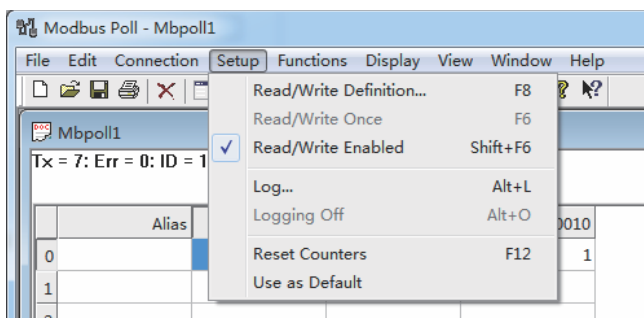 Modbus Poll - Mbpoll1
File Edit Connection Setup Functions Display View Window Help
Read/Write Definition... F8
Read/Write Once F6
Mbpoll1
Read/Write Enabled Shift+F6
Tx = 7: Err = 0: ID = 1
Log... Alt+L
Alias
Logging Off Alt+O
0010
0
Reset Counters F12
1
1
Use as Default